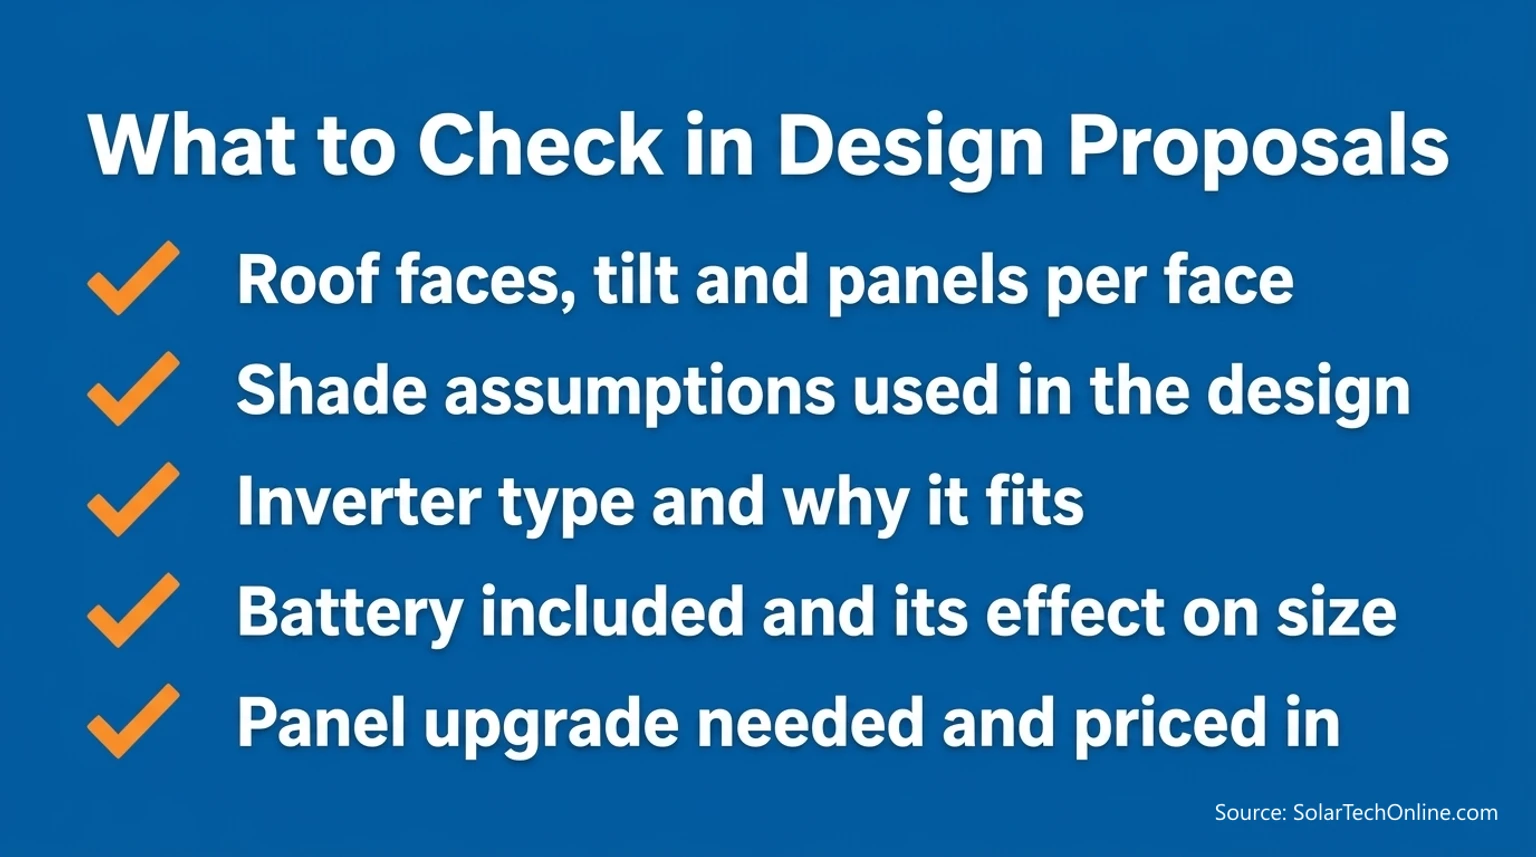 What to Check in Design Proposals
Roof faces, tilt and panels per face
Shade assumptions used in the design
Inverter type and why it fits
Battery included and its effect on size
Panel upgrade needed and priced in
Source: SolarTechOnline.com